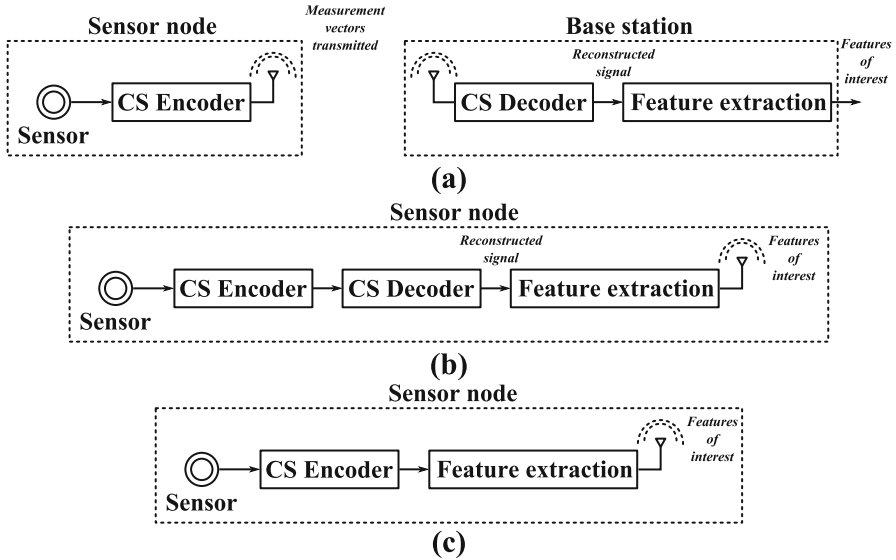 Sensor node
Measurement
vectors
transmitted
CS Encoder
Sensor
Base station
Reconstructed
signal
Features
of
interest
CS Decoder
Feature extraction
(a)
Sensor node
Reconstructed
signal
Features
of
interest
CS Encoder
CS Decoder
Feature extraction
Sensor
(b)
Sensor node
Features
of
interest
CS Encoder
Feature extraction
Sensor
(c)